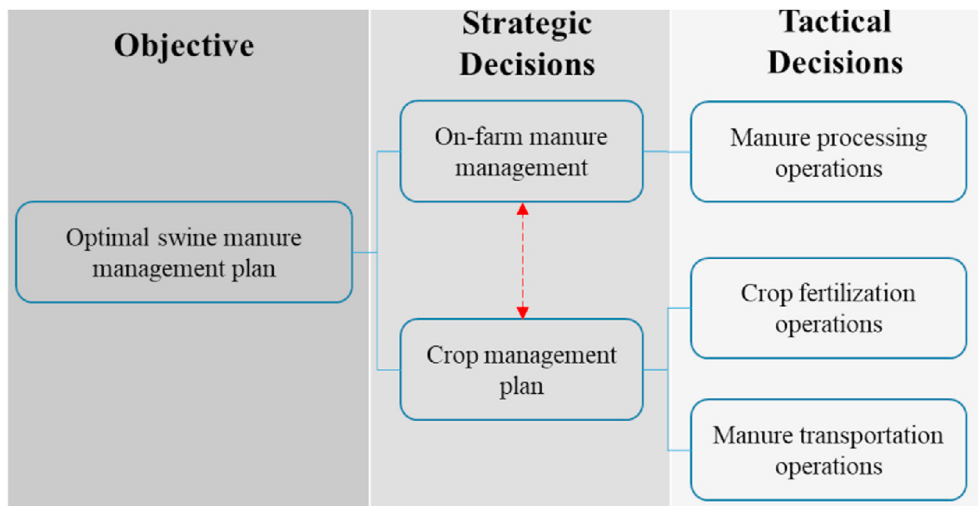 Objective
Strategic
Decisions
Tactical
Decisions
Optimal swine manure
management plan
On-farm manure
management
Crop management
plan
Manure processing
operations
Crop fertilization
operations
Manure transportation
operations